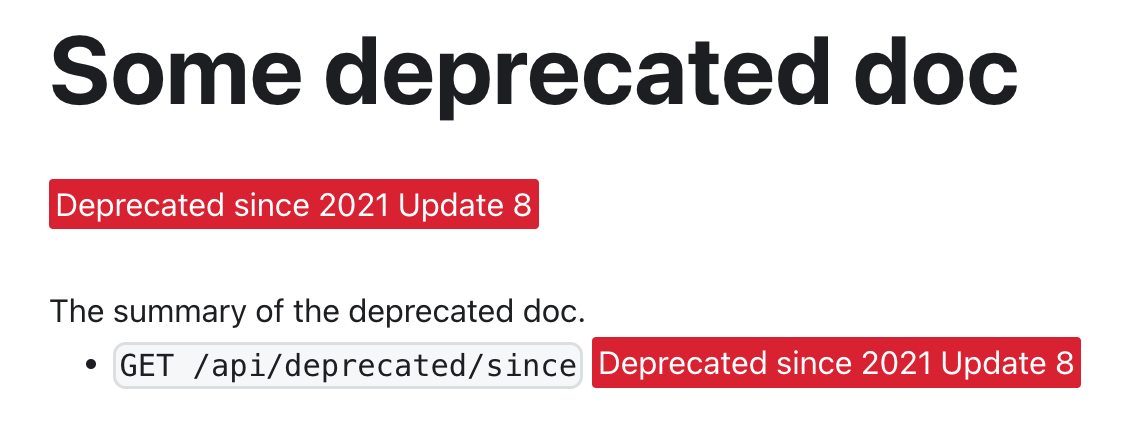 Some deprecated doc
Deprecated since 2021 Update 8
The summary of the deprecated doc.
• GET /api/deprecated/since Deprecated since 2021 Update 8